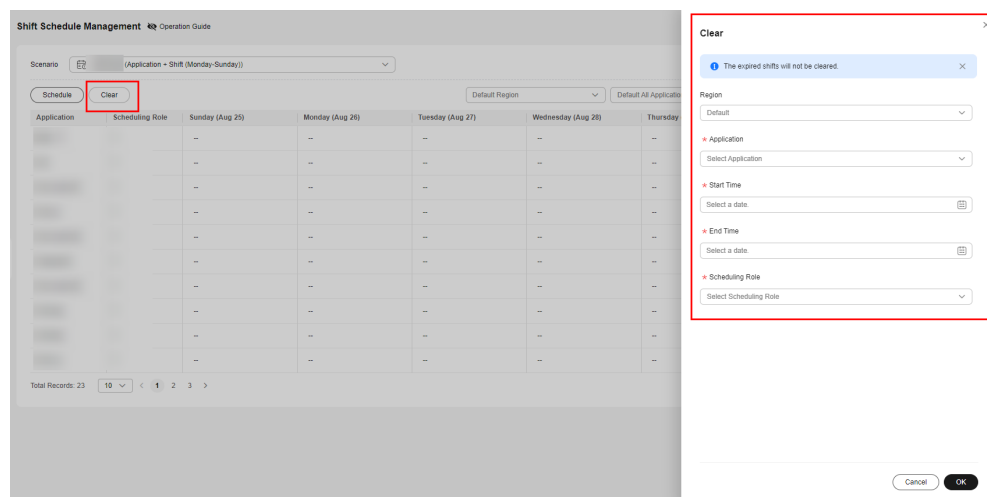 Shift Schedule Management Operation Guide
Scenario (Application + Shift (Monday-Sunday))
Schedule Clear Default Region Default All Applicatio
Application Scheduling Role Sunday (Aug 25) Monday (Aug 26) Tuesday (Aug 27) Wednesday (Aug 28) Thursday
-- -- -- -- --
-- -- -- -- --
-- -- -- -- --
-- -- -- -- --
-- -- -- -- --
-- -- -- -- --
-- -- -- -- --
-- -- -- -- --
-- -- -- -- --
-- -- -- -- --
Total Records: 23 10 < 1 2 3 >
Clear
The expired shifts will not be cleared.
Region
Default
* Application
Select Application
* Start Time
Select a date.
* End Time
Select a date.
* Scheduling Role
Select Scheduling Role
Cancel OK